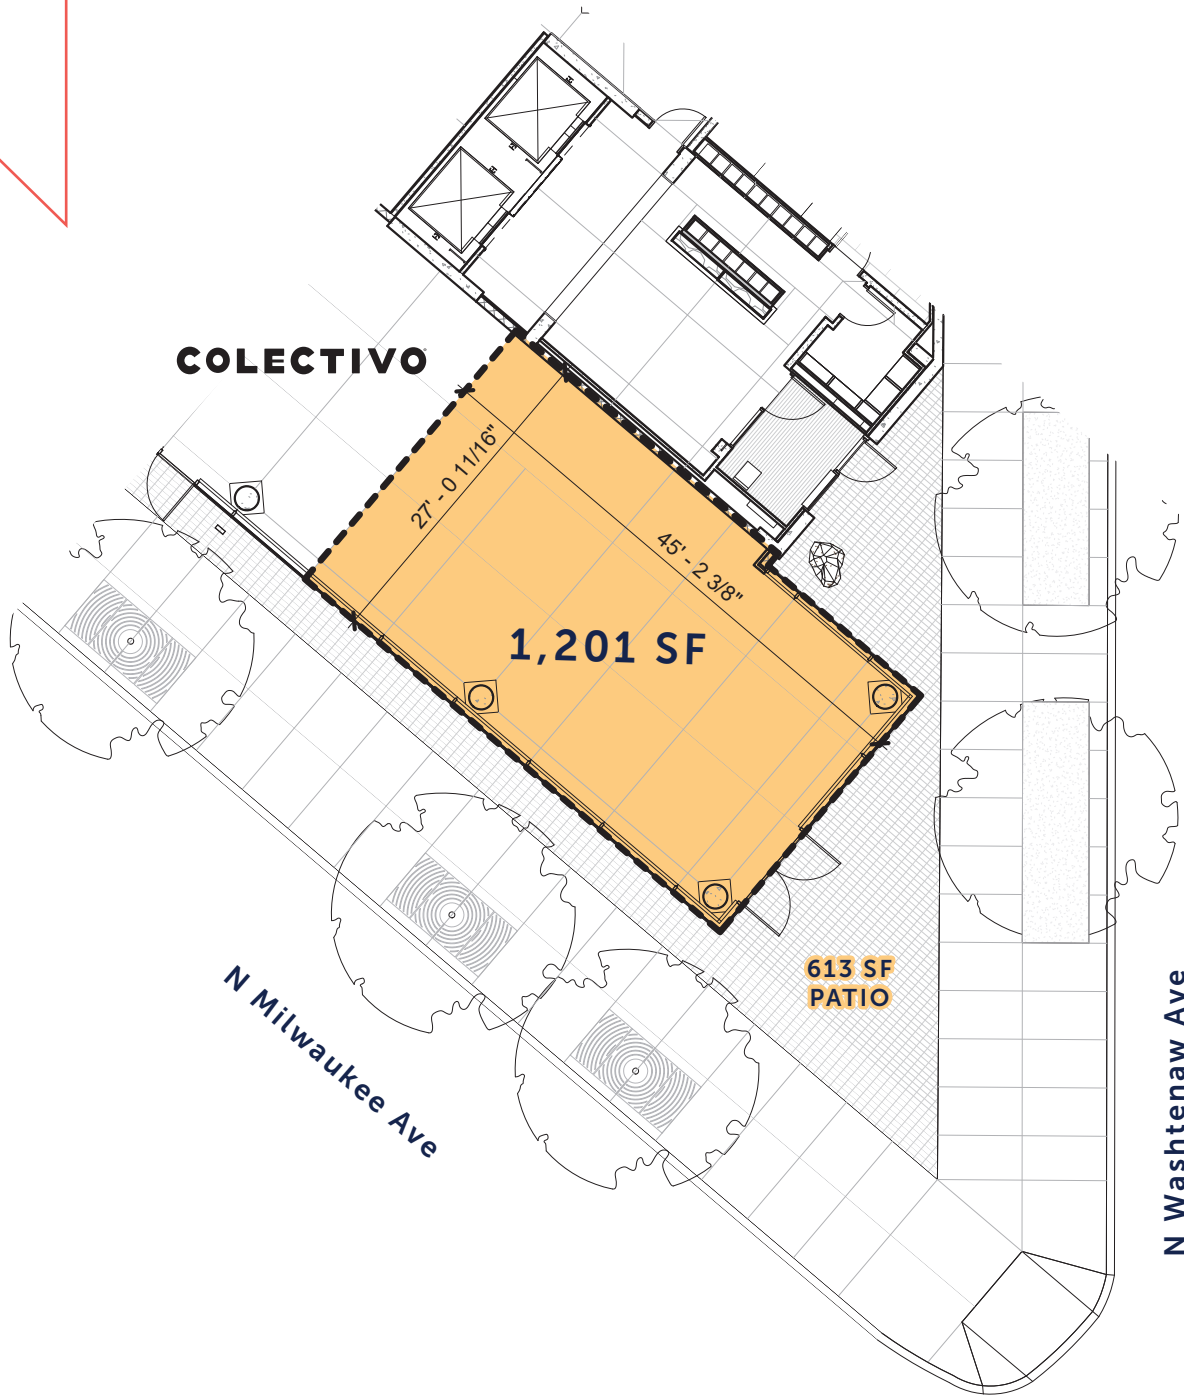 COLECTIVO
27' - 0 11/16"
45' - 2 3/8"
1,201 SF
613 SF
PATIO
N Milwaukee Ave
N Washtenaw Ave